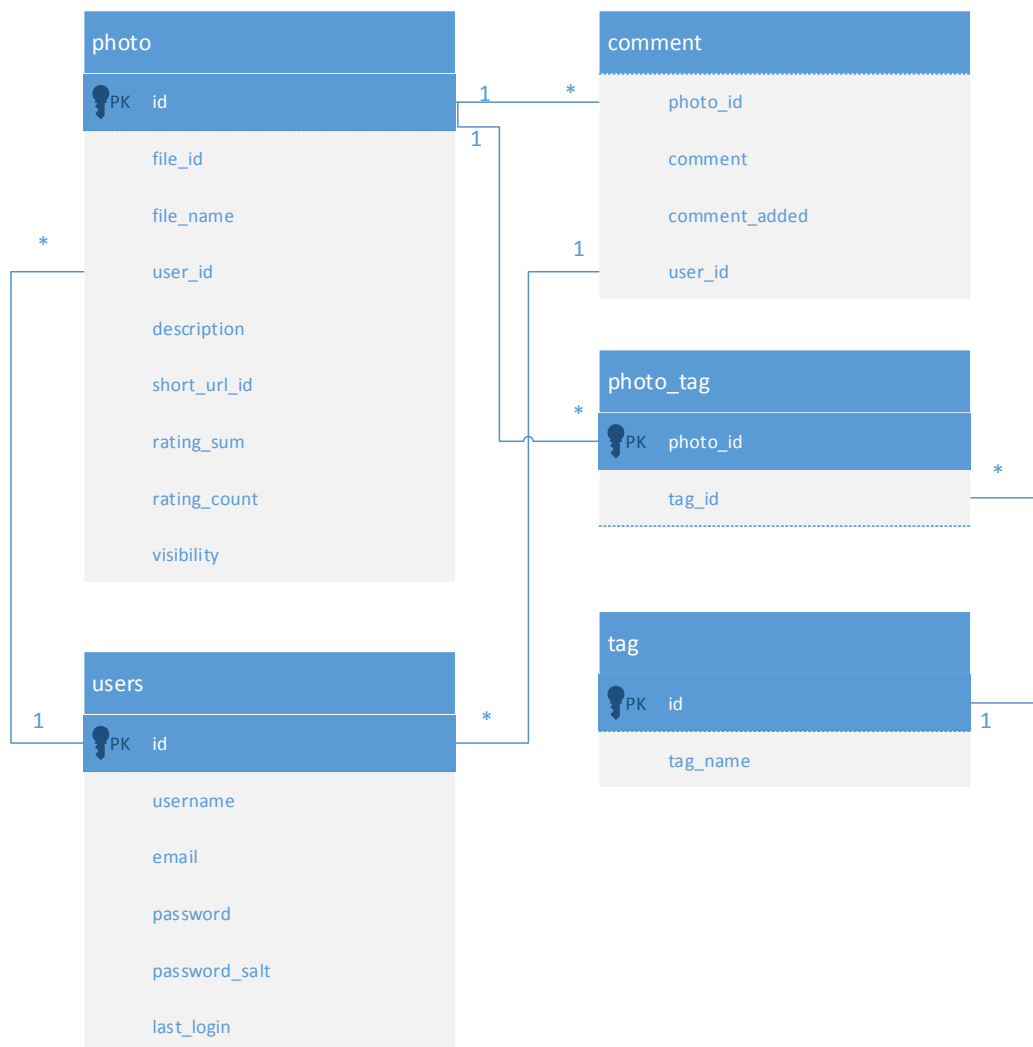 photo
PK id
file_id
file_name
user_id
description
short_url_id
rating_sum
rating_count
visibility
comment
photo_id
comment
comment_added
user_id
photo_tag
PK photo_id
tag_id
tag
PK id
tag_name
users
PK id
username
email
password
password_salt
last_login
1 *
1
*
1
*
*
1
*
1